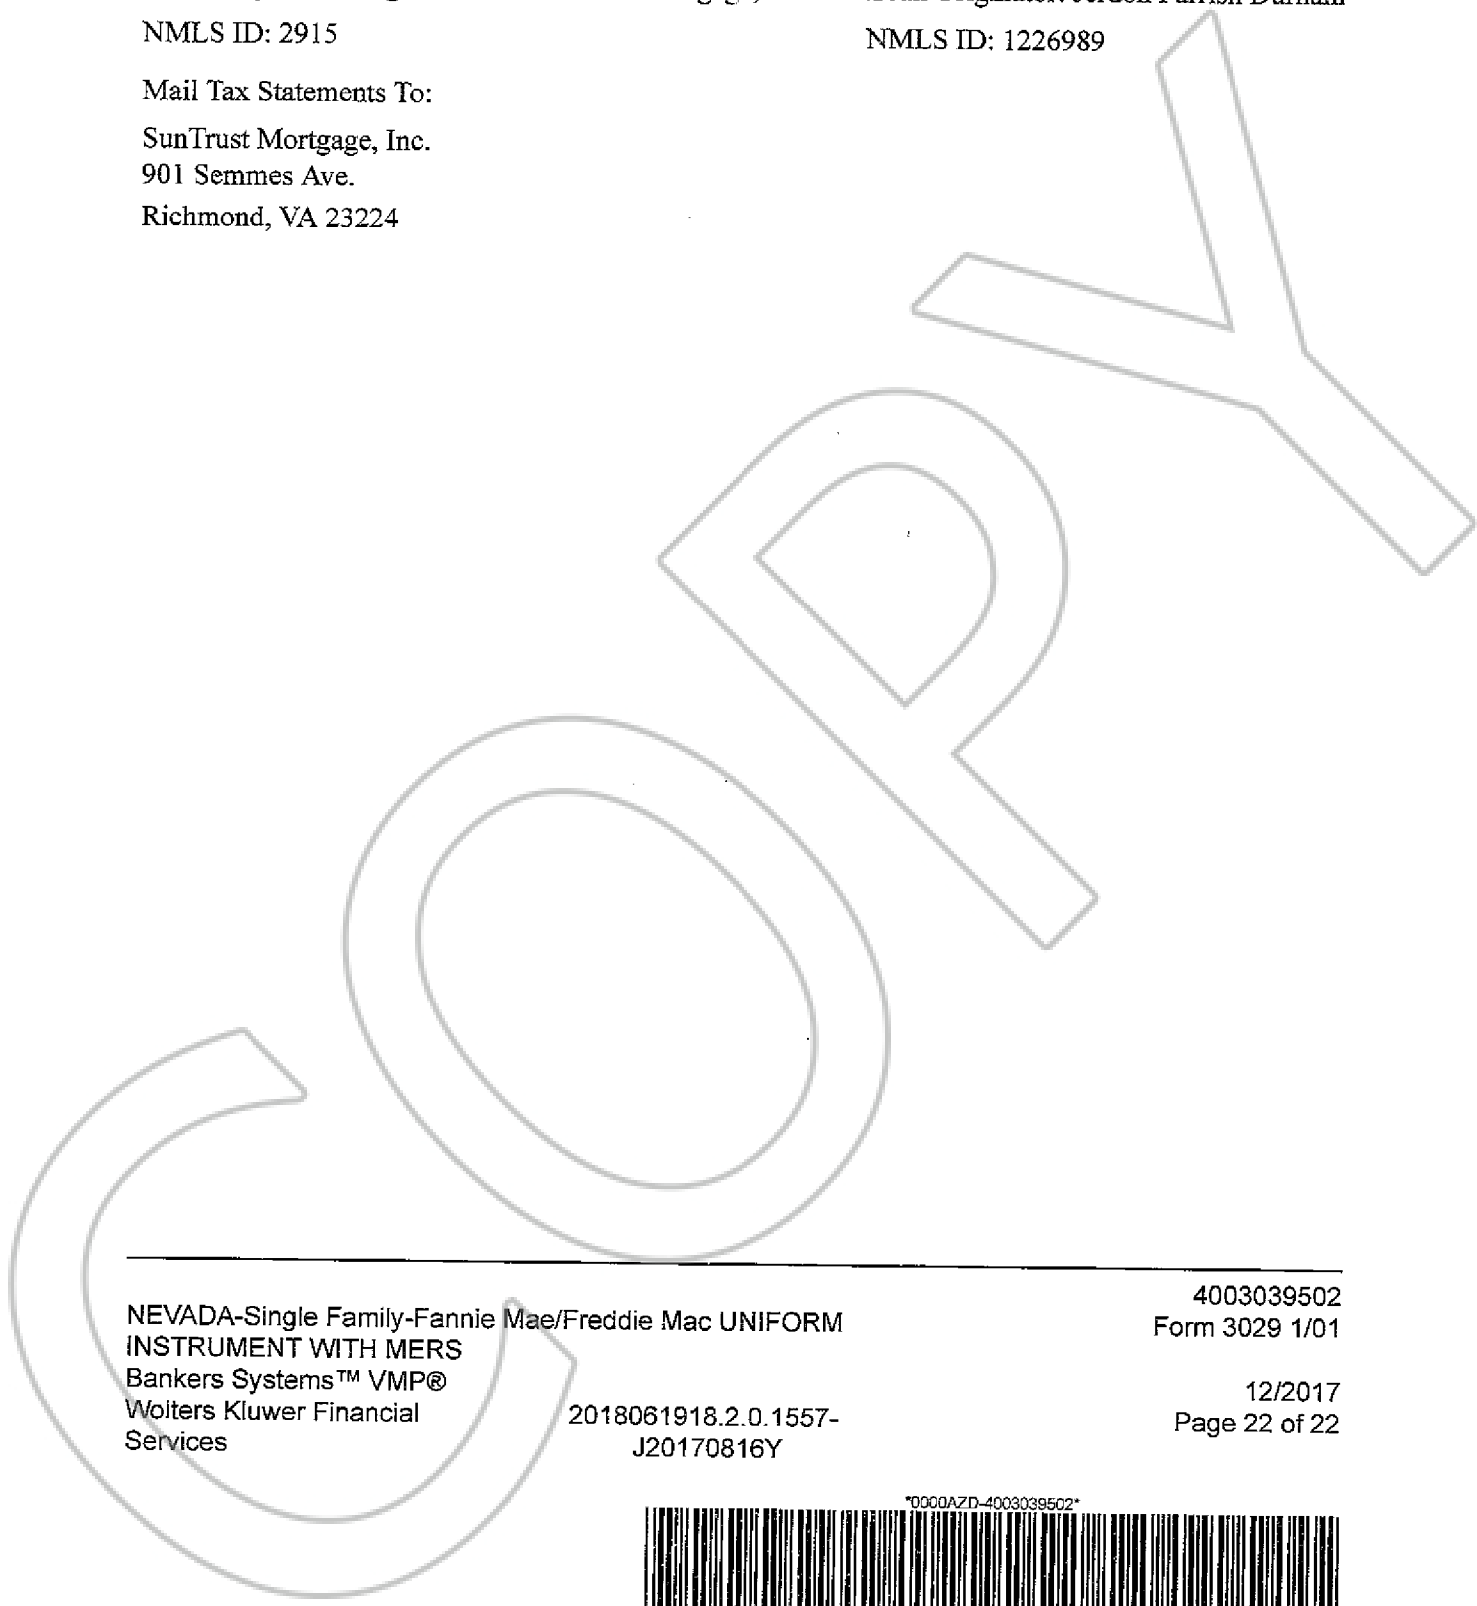 NMLS ID: 2915
NMLS ID: 1226989
Mail Tax Statements To:
SunTrust Mortgage, Inc.
901 Semmes Ave.
Richmond, VA 23224
COPY
NEVADA-Single Family-Fannie Mae/Freddie Mac UNIFORM
INSTRUMENT WITH MERS
Bankers Systems™ VMP®
Wolters Kluwer Financial
Services
2018061918.2.0.1557-
J20170816Y
4003039502
Form 3029 1/01
12/2017
Page 22 of 22
*0000AZD-4003039502*